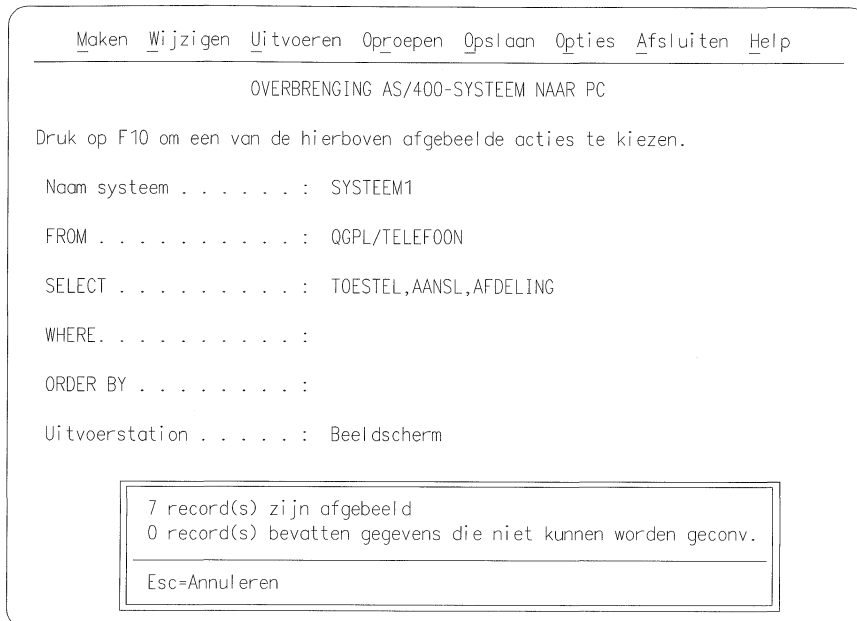 Maken Wijzigen Uitvoeren Oproepen Opslaan Opties Afsluiten Help
OVERBRENGING AS/400-SYSTEEM NAAR PC
Druk op F10 om een van de hierboven afgebeelde acties te kiezen.
Naam systeem . . . . . . : SYSTEEM1
FROM . . . . . . . . . . : QGPL/TELEFOON
SELECT . . . . . . . . . : TOESTEL,AANSL,AFDELING
WHERE. . . . . . . . . . :
ORDER BY . . . . . . . . :
Uitvoerstation . . . . . : Beeldscherm
7 record(s) zijn afgebeeld
0 record(s) bevatten gegevens die niet kunnen worden geconv.
Esc=Annuleren